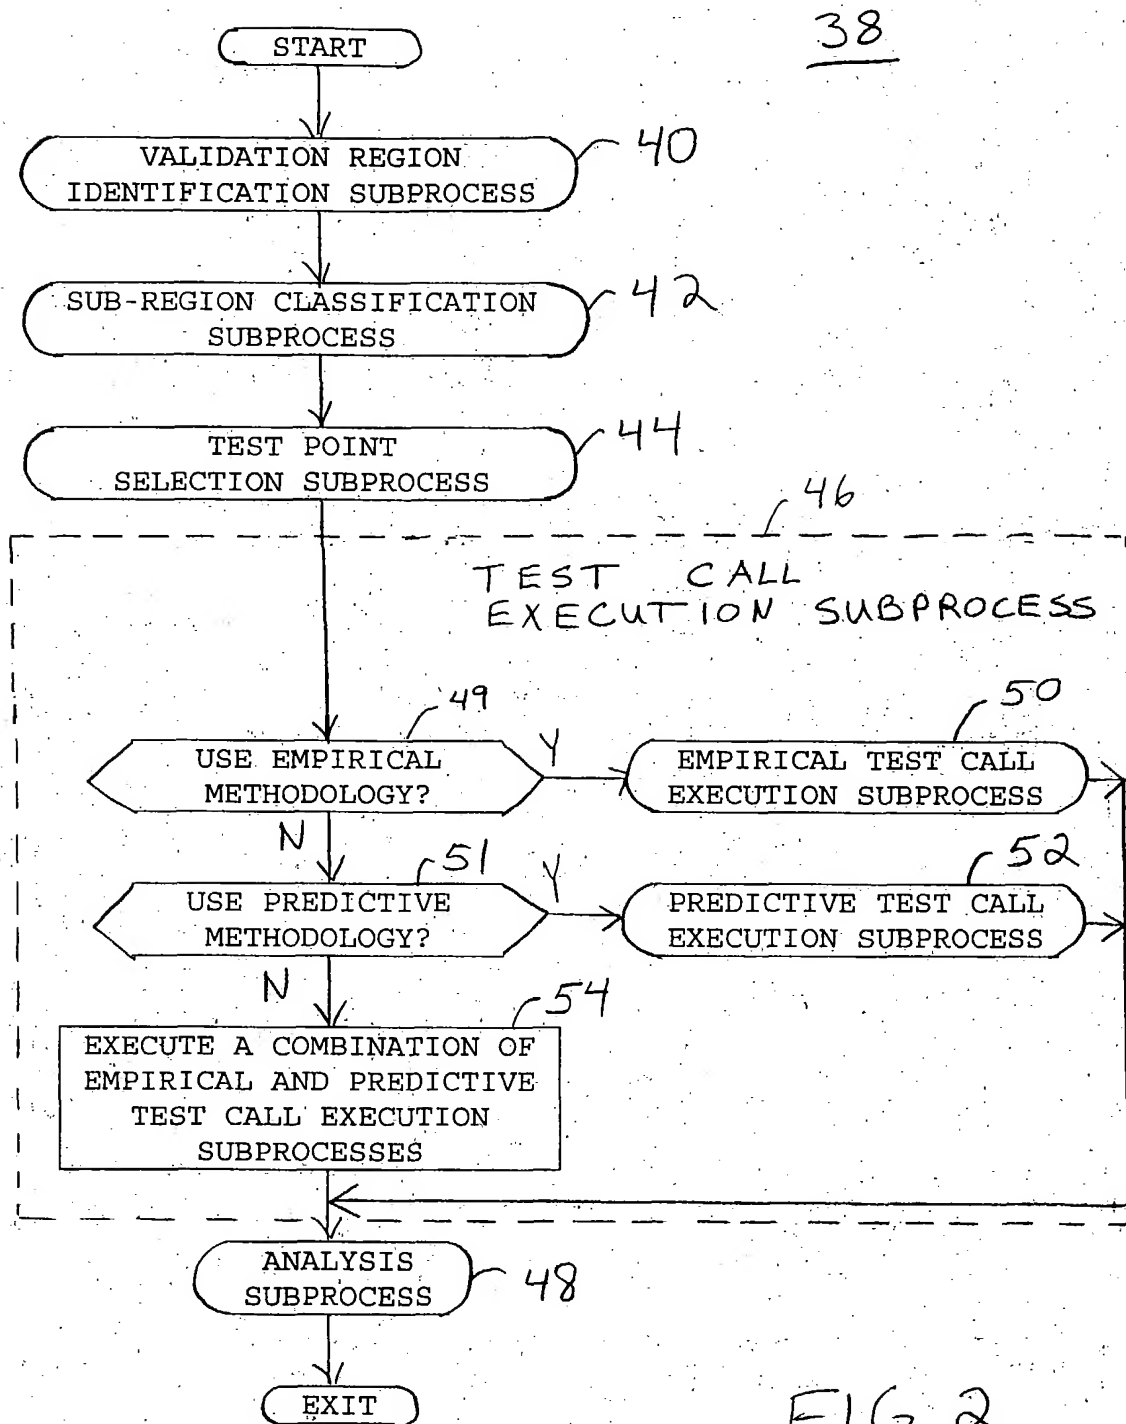 38
START
40
VALIDATION REGION
IDENTIFICATION SUBPROCESS
42
SUB-REGION CLASSIFICATION
SUBPROCESS
44
TEST POINT
SELECTION SUBPROCESS
46
TEST CALL
EXECUTION SUBPROCESS
49
USE EMPIRICAL
METHODOLOGY?
Y
50
EMPIRICAL TEST CALL
EXECUTION SUBPROCESS
N
51
USE PREDICTIVE
METHODOLOGY?
Y
52
PREDICTIVE TEST CALL
EXECUTION SUBPROCESS
N
54
EXECUTE A COMBINATION OF
EMPIRICAL AND PREDICTIVE
TEST CALL EXECUTION
SUBPROCESSES
ANALYSIS
SUBPROCESS
48
EXIT
FIG 2